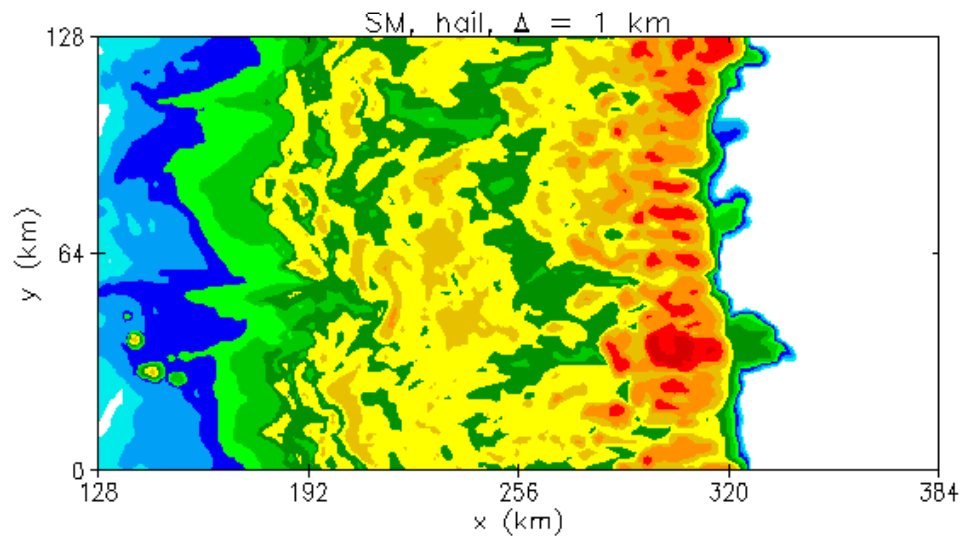 SM, hail, Δ = 1 km
128
64
0
y (km)
128 192 256 320 384
x (km)